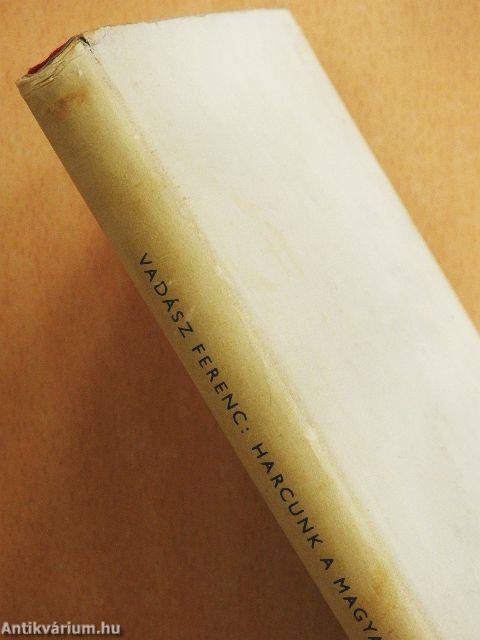 VADÁSZ FERENC: HARCUNK A MAGYA
Antikvárium.hu